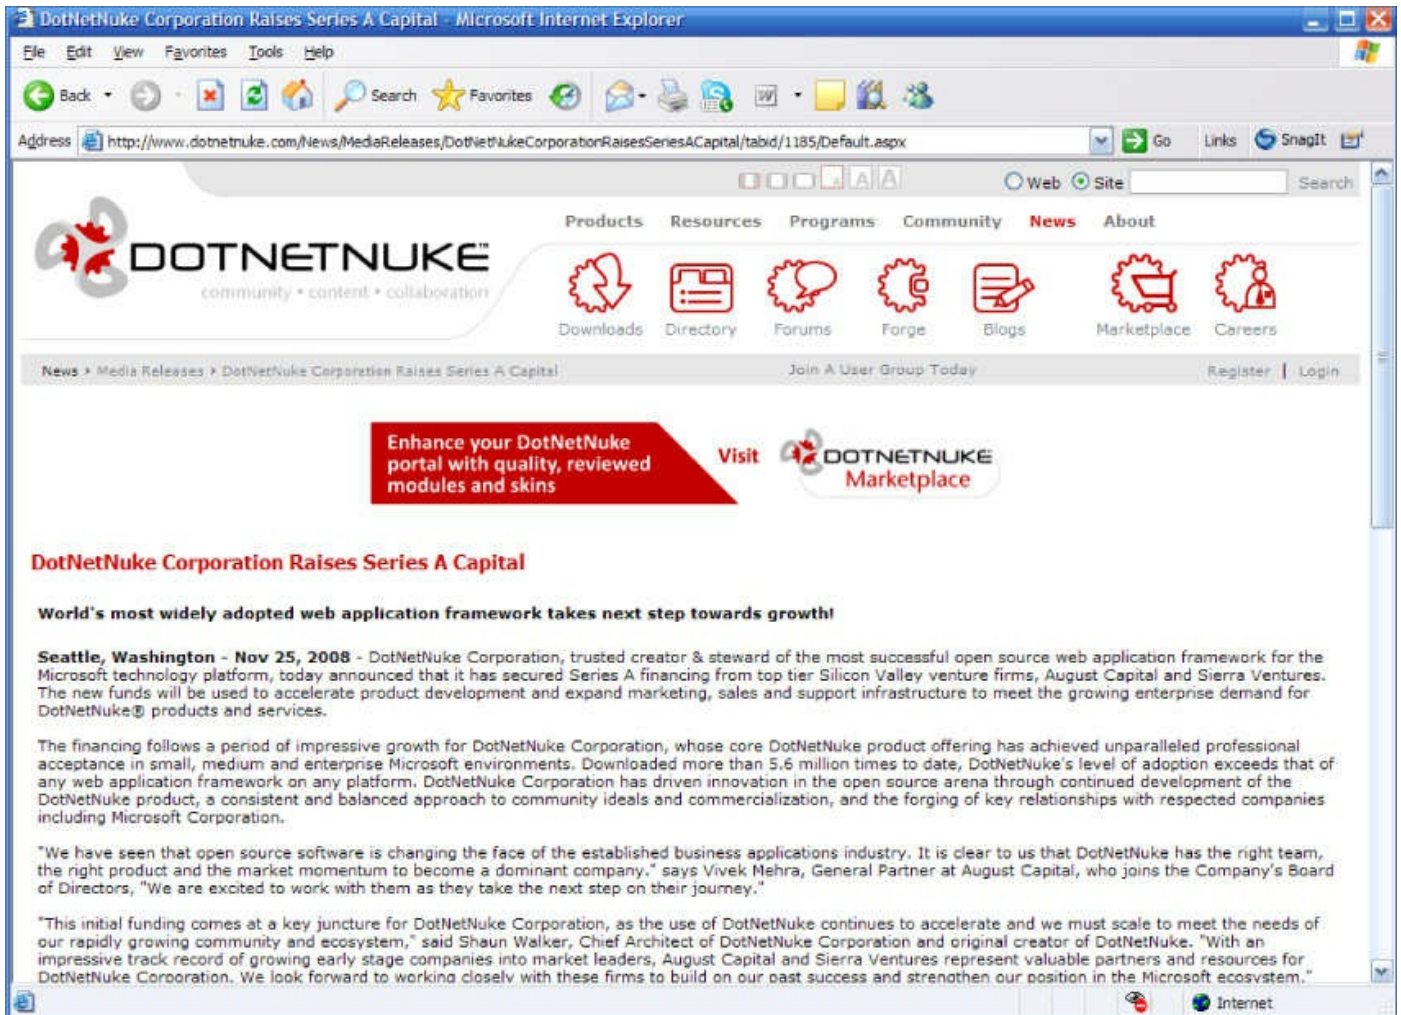 DotNetNuke Corporation Raises Series A Capital - Microsoft Internet Explorer
File Edit View Favorites Tools Help
Back Search Favorites
Address http://www.dotnetnuke.com/News/MediaReleases/DotNetNukeCorporationRaisesSeriesACapital/tabid/1185/Default.aspx Go Links SnagIt
A A A Web Site Search
Products Resources Programs Community News About
DOTNETNUKE™
community • content • collaboration
Downloads Directory Forums Forge Blogs Marketplace Careers
News › Media Releases › DotNetNuke Corporation Raises Series A Capital Join A User Group Today Register | Login
Enhance your DotNetNuke
portal with quality, reviewed
modules and skins
Visit
DOTNETNUKE
Marketplace
DotNetNuke Corporation Raises Series A Capital
World's most widely adopted web application framework takes next step towards growth!
Seattle, Washington - Nov 25, 2008 - DotNetNuke Corporation, trusted creator & steward of the most successful open source web application framework for the
Microsoft technology platform, today announced that it has secured Series A financing from top tier Silicon Valley venture firms, August Capital and Sierra Ventures.
The new funds will be used to accelerate product development and expand marketing, sales and support infrastructure to meet the growing enterprise demand for
DotNetNuke® products and services.
The financing follows a period of impressive growth for DotNetNuke Corporation, whose core DotNetNuke product offering has achieved unparalleled professional
acceptance in small, medium and enterprise Microsoft environments. Downloaded more than 5.6 million times to date, DotNetNuke's level of adoption exceeds that of
any web application framework on any platform. DotNetNuke Corporation has driven innovation in the open source arena through continued development of the
DotNetNuke product, a consistent and balanced approach to community ideals and commercialization, and the forging of key relationships with respected companies
including Microsoft Corporation.
"We have seen that open source software is changing the face of the established business applications industry. It is clear to us that DotNetNuke has the right team,
the right product and the market momentum to become a dominant company." says Vivek Mehra, General Partner at August Capital, who joins the Company's Board
of Directors, "We are excited to work with them as they take the next step on their journey."
"This initial funding comes at a key juncture for DotNetNuke Corporation, as the use of DotNetNuke continues to accelerate and we must scale to meet the needs of
our rapidly growing community and ecosystem," said Shaun Walker, Chief Architect of DotNetNuke Corporation and original creator of DotNetNuke. "With an
impressive track record of growing early stage companies into market leaders, August Capital and Sierra Ventures represent valuable partners and resources for
DotNetNuke Corporation. We look forward to working closely with these firms to build on our past success and strengthen our position in the Microsoft ecosystem."
Internet